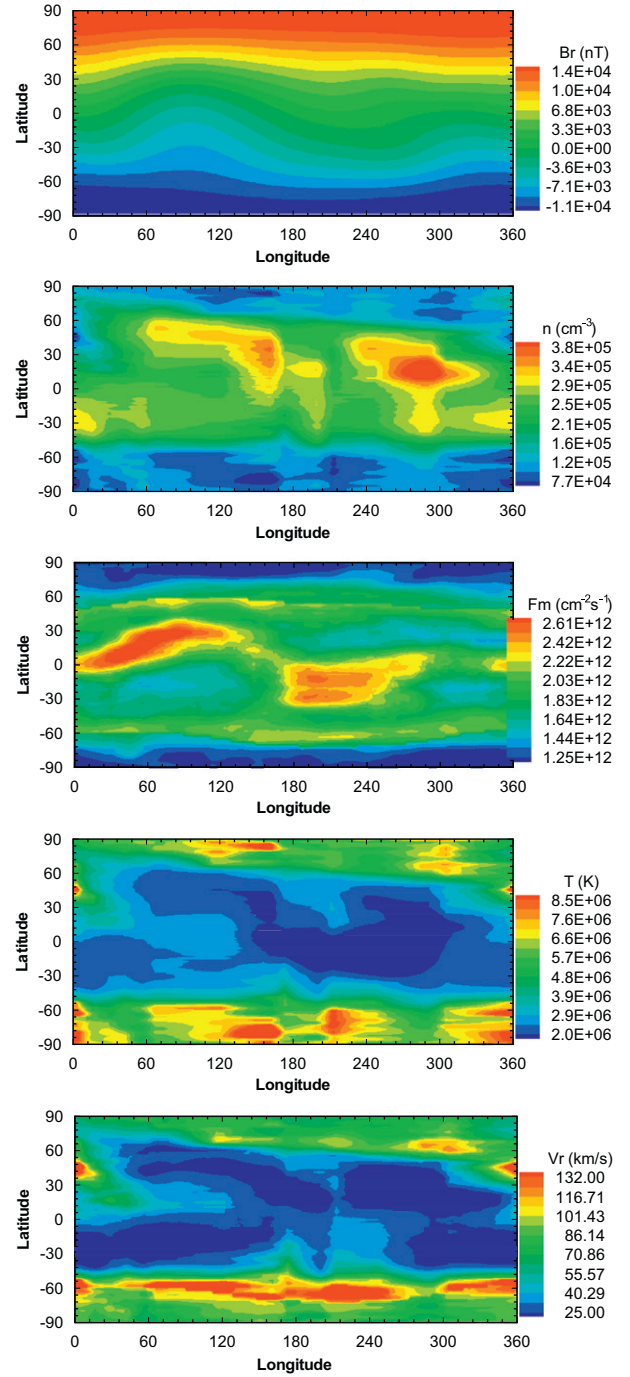 Br (nT)
1.4E+04
1.0E+04
6.8E+03
3.3E+03
0.0E+00
-3.6E+03
-7.1E+03
-1.1E+04
Latitude
90
60
30
0
-30
-60
-90
0 60 120 180 240 300 360
Longitude
n (cm⁻³)
3.8E+05
3.4E+05
2.9E+05
2.5E+05
2.1E+05
1.6E+05
1.2E+05
7.7E+04
Latitude
90
60
30
0
-30
-60
-90
0 60 120 180 240 300 360
Longitude
Fm (cm⁻²s⁻¹)
2.61E+12
2.42E+12
2.22E+12
2.03E+12
1.83E+12
1.64E+12
1.44E+12
1.25E+12
Latitude
90
60
30
0
-30
-60
-90
0 60 120 180 240 300 360
Longitude
T (K)
8.5E+06
7.6E+06
6.6E+06
5.7E+06
4.8E+06
3.9E+06
2.9E+06
2.0E+06
Latitude
90
60
30
0
-30
-60
-90
0 60 120 180 240 300 360
Longitude
Vr (km/s)
132.00
116.71
101.43
86.14
70.86
55.57
40.29
25.00
Latitude
90
60
30
0
-30
-60
-90
0 60 120 180 240 300 360
Longitude